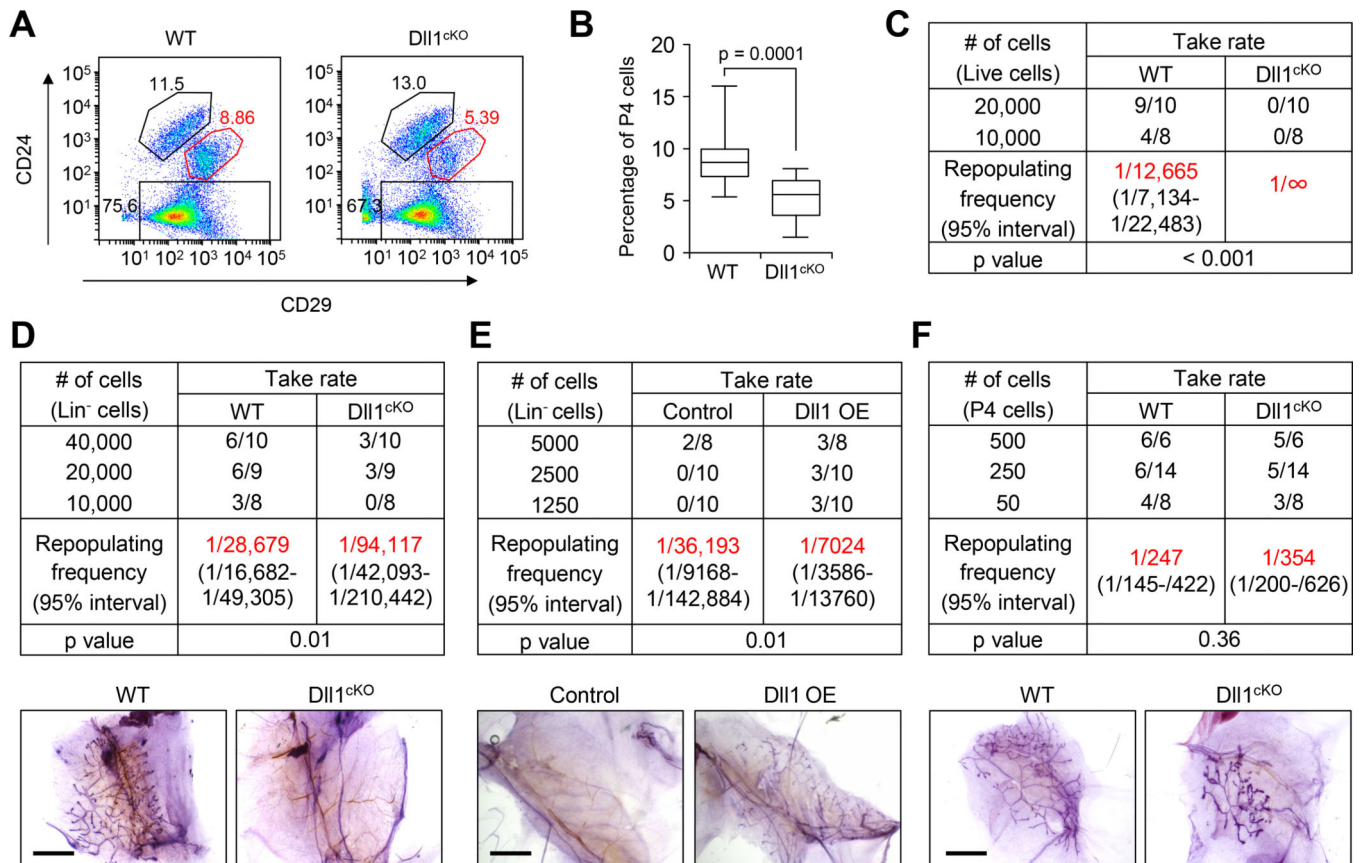 A
WT
Dll1cKO
CD24
10^5
10^4
10^3
10^2
10^1
11.5
8.86
75.6
10^1 10^2 10^3 10^4 10^5
13.0
5.39
67.3
10^5
10^4
10^3
10^2
10^1
10^1 10^2 10^3 10^4 10^5
CD29
B
Percentage of P4 cells
20
15
10
5
0
p = 0.0001
WT Dll1cKO
C
# of cells
(Live cells)
Take rate
WT Dll1cKO
20,000 9/10 0/10
10,000 4/8 0/8
Repopulating
frequency
(95% interval)
1/12,665
(1/7,134-
1/22,483)
1/∞
p value < 0.001
D
# of cells
(Lin- cells)
Take rate
WT Dll1cKO
40,000 6/10 3/10
20,000 6/9 3/9
10,000 3/8 0/8
Repopulating
frequency
(95% interval)
1/28,679
(1/16,682-
1/49,305)
1/94,117
(1/42,093-
1/210,442)
p value 0.01
WT Dll1cKO
E
# of cells
(Lin- cells)
Take rate
Control Dll1 OE
5000 2/8 3/8
2500 0/10 3/10
1250 0/10 3/10
Repopulating
frequency
(95% interval)
1/36,193
(1/9168-
1/142,884)
1/7024
(1/3586-
1/13760)
p value 0.01
Control Dll1 OE
F
# of cells
(P4 cells)
Take rate
WT Dll1cKO
500 6/6 5/6
250 6/14 5/14
50 4/8 3/8
Repopulating
frequency
(95% interval)
1/247
(1/145-/422)
1/354
(1/200-/626)
p value 0.36
WT Dll1cKO